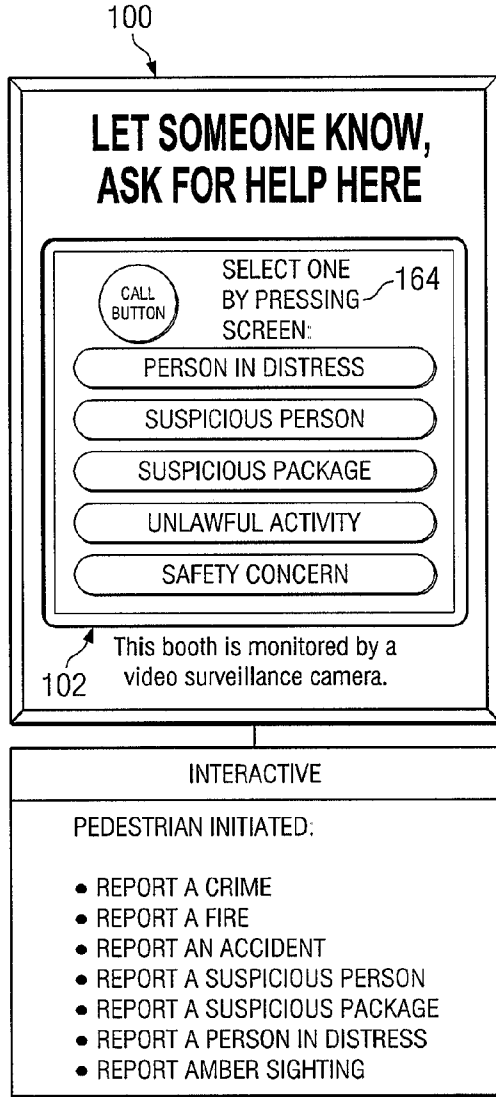 100
LET SOMEONE KNOW,
ASK FOR HELP HERE
CALL
BUTTON
SELECT ONE
BY PRESSING
SCREEN:
164
PERSON IN DISTRESS
SUSPICIOUS PERSON
SUSPICIOUS PACKAGE
UNLAWFUL ACTIVITY
SAFETY CONCERN
102
This booth is monitored by a
video surveillance camera.
INTERACTIVE
PEDESTRIAN INITIATED:
• REPORT A CRIME
• REPORT A FIRE
• REPORT AN ACCIDENT
• REPORT A SUSPICIOUS PERSON
• REPORT A SUSPICIOUS PACKAGE
• REPORT A PERSON IN DISTRESS
• REPORT AMBER SIGHTING